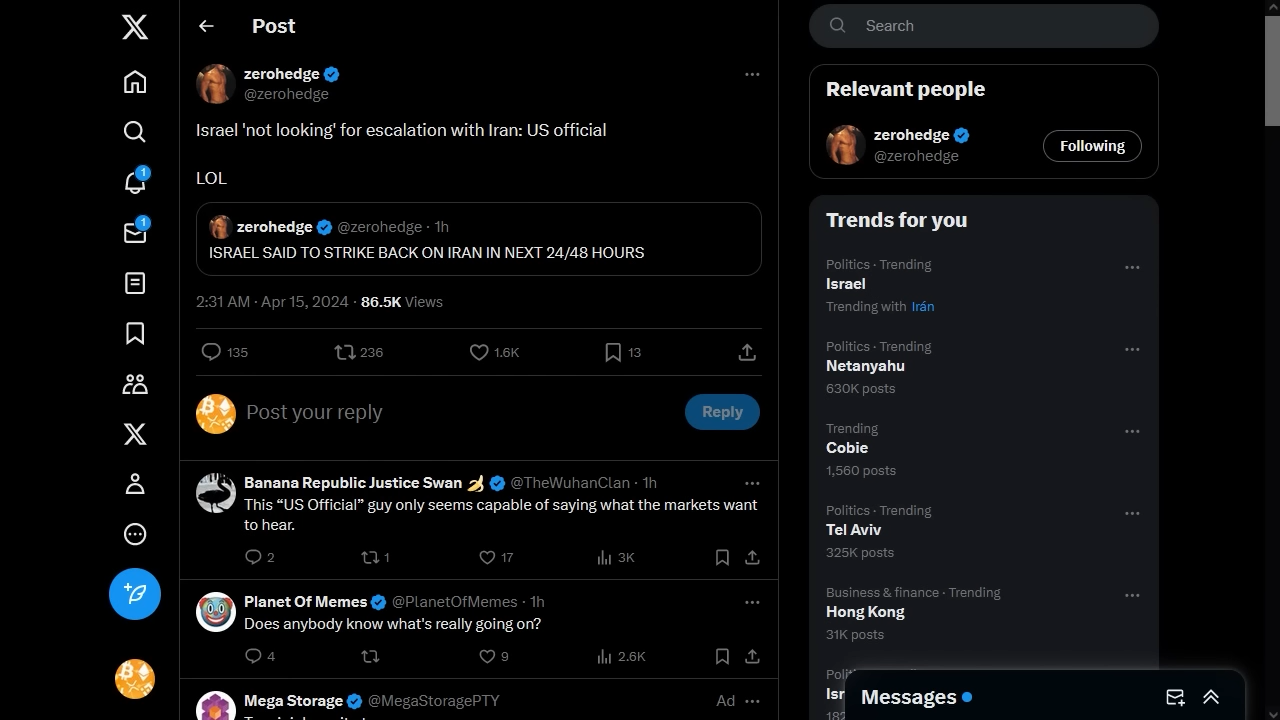 Post
zerohedge
@zerohedge
Israel 'not looking' for escalation with Iran: US official
LOL
zerohedge @zerohedge · 1h
ISRAEL SAID TO STRIKE BACK ON IRAN IN NEXT 24/48 HOURS
2:31 AM · Apr 15, 2024 · 86.5K Views
135 236 1.6K 13
Post your reply
Reply
Banana Republic Justice Swan 🍌 @TheWuhanClan · 1h
This “US Official” guy only seems capable of saying what the markets want
to hear.
2 1 17 3K
Planet Of Memes @PlanetOfMemes · 1h
Does anybody know what's really going on?
4 9 2.6K
Mega Storage @MegaStoragePTY Ad
1
1
Search
Relevant people
zerohedge
@zerohedge
Following
Trends for you
Politics · Trending
Israel
Trending with Irán
Politics · Trending
Netanyahu
630K posts
Trending
Cobie
1,560 posts
Politics · Trending
Tel Aviv
325K posts
Business & finance · Trending
Hong Kong
31K posts
Messages